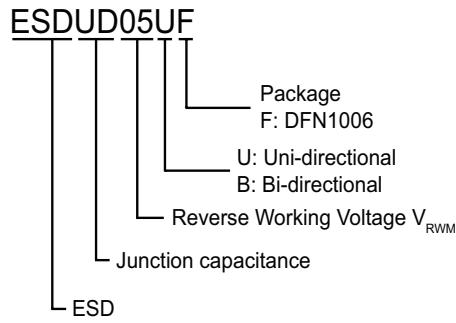 ESDUD05UF
Package
F: DFN1006
U: Uni-directional
B: Bi-directional
Reverse Working Voltage VRWM
Junction capacitance
ESD